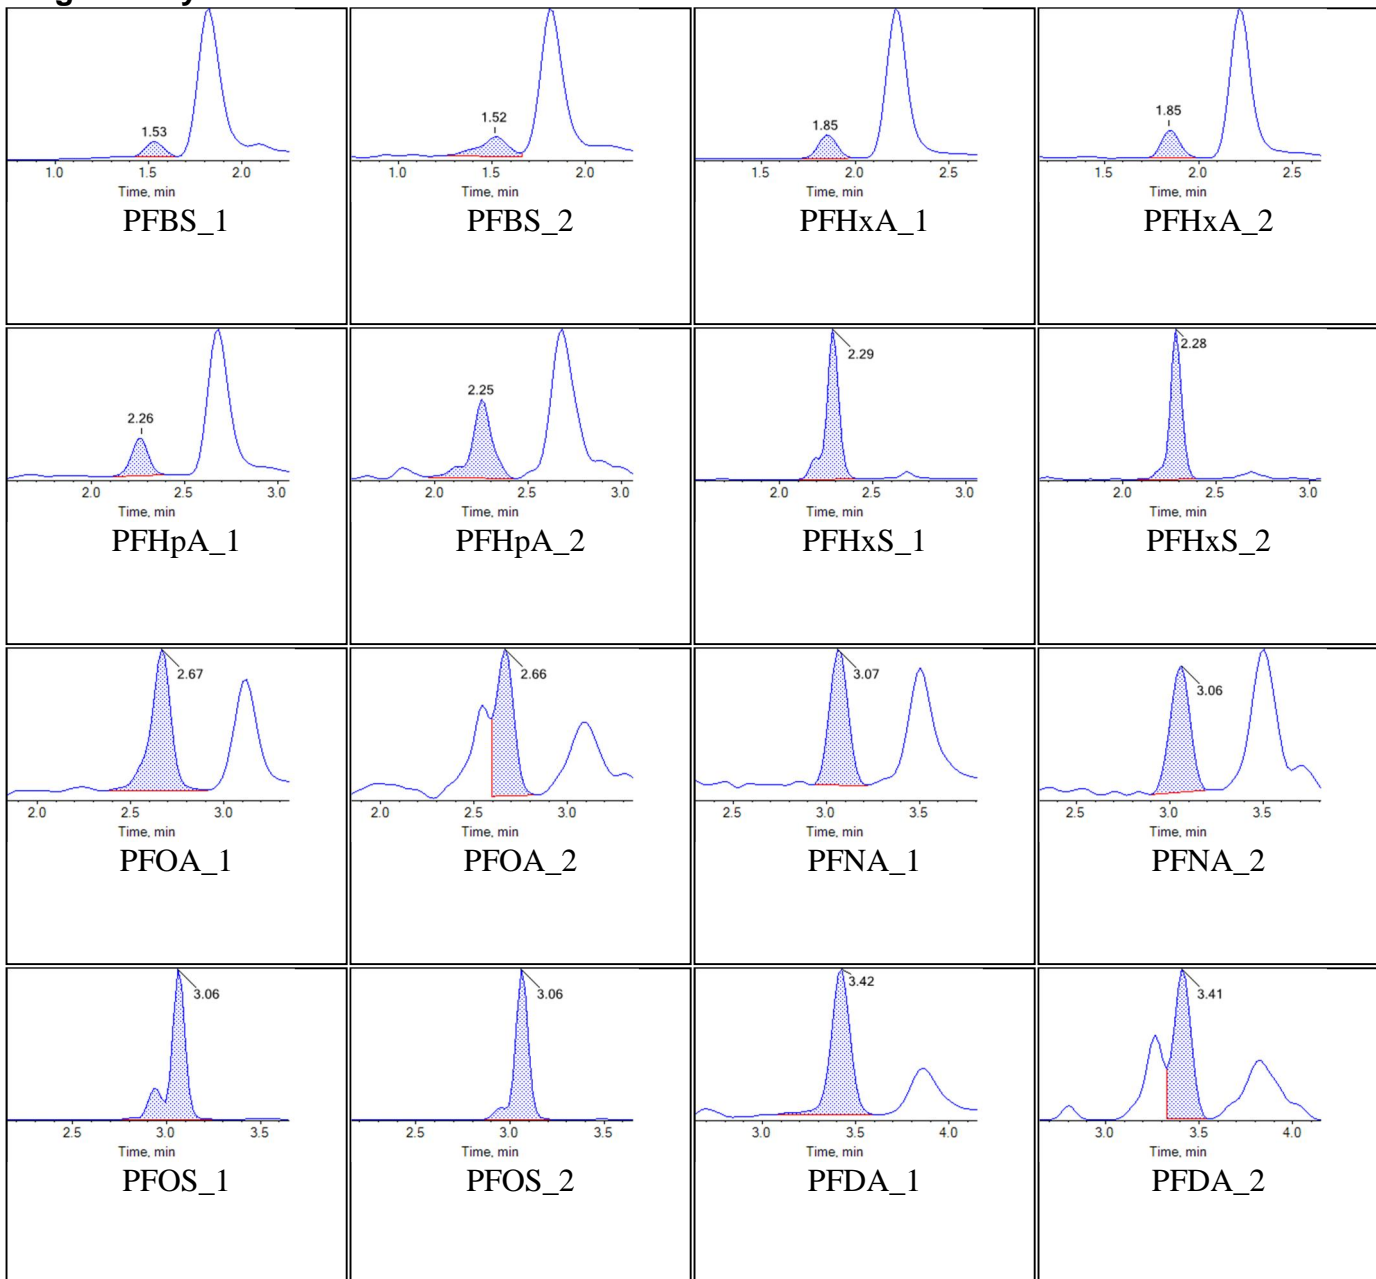 1.53
1.0 1.5 2.0
Time, min
PFBS_1
1.52
1.0 1.5 2.0
Time, min
PFBS_2
1.85
1.5 2.0 2.5
Time, min
PFHxA_1
1.85
1.5 2.0 2.5
Time, min
PFHxA_2
2.26
2.0 2.5 3.0
Time, min
PFHpA_1
2.25
2.0 2.5 3.0
Time, min
PFHpA_2
2.29
2.0 2.5 3.0
Time, min
PFHxS_1
2.28
2.0 2.5 3.0
Time, min
PFHxS_2
2.67
2.0 2.5 3.0
Time, min
PFOA_1
2.66
2.0 2.5 3.0
Time, min
PFOA_2
3.07
2.5 3.0 3.5
Time, min
PFNA_1
3.06
2.5 3.0 3.5
Time, min
PFNA_2
3.06
2.5 3.0 3.5
Time, min
PFOS_1
3.06
2.5 3.0 3.5
Time, min
PFOS_2
3.42
3.0 3.5 4.0
Time, min
PFDA_1
3.41
3.0 3.5 4.0
Time, min
PFDA_2